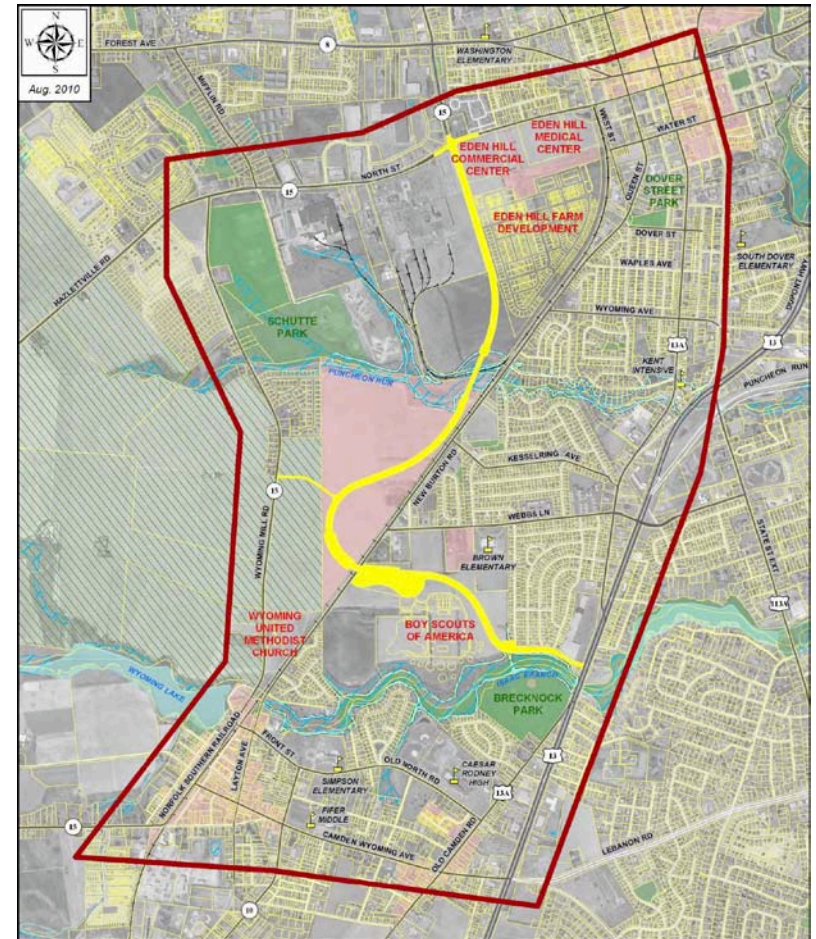 N
W E
S
Aug. 2010
FOREST AVE
8
WASHINGTON
ELEMENTARY
MIFFLIN RD
15
EDEN HILL
MEDICAL
CENTER
EDEN HILL
COMMERCIAL
CENTER
WEST ST
WATER ST
NORTH ST
15
QUEEN ST
DOVER
STREET
PARK
EDEN HILL FARM
DEVELOPMENT
DOVER ST
SOUTH DOVER
ELEMENTARY
HAZLETTVILLE RD
WAPLES AVE
DUPONT HWY
WYOMING AVE
SCHUTTE
PARK
13A
13
KENT
INTENSIVE
PUNCHEON RUN
PUNCHEON RUN
KESSELRING AVE
NEW BURTON RD
15
WEBBS LN
WYOMING MILL RD
BROWN
ELEMENTARY
STATE ST EXT
113A
WYOMING
UNITED
METHODIST
CHURCH
BOY SCOUTS
OF AMERICA
WYOMING LAKE
ISAAC BRANCH
BRECKNOCK
PARK
NORFOLK SOUTHERN RAILROAD
LAYTON AVE
FRONT ST
OLD NORTH RD
13
SIMPSON
ELEMENTARY
CAESAR
RODNEY
HIGH
13A
FIFER
MIDDLE
15
CAMDEN WYOMING AVE
OLD CAMDEN RD
LEBANON RD
10